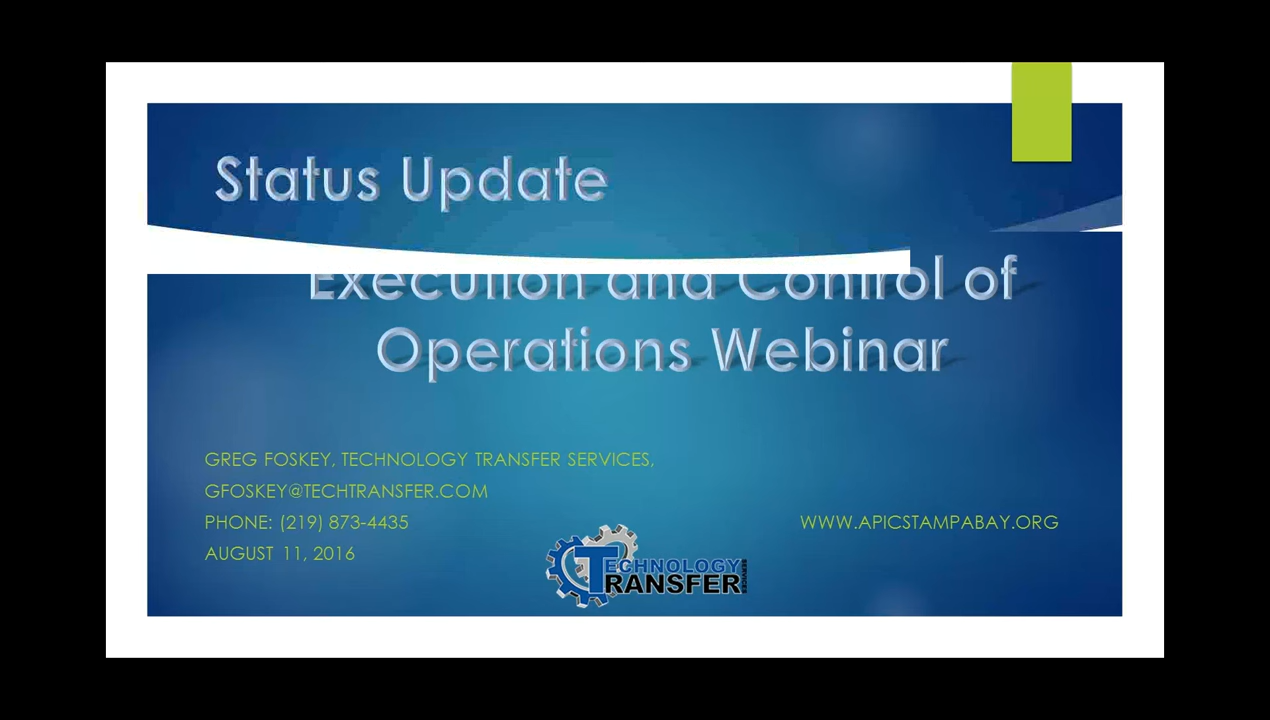 Status Update
Execution and Control of
Operations Webinar
GREG FOSKEY, TECHNOLOGY TRANSFER SERVICES,
GFOSKEY@TECHTRANSFER.COM
PHONE: (219) 873-4435
WWW.APICSTAMPABAY.ORG
AUGUST 11, 2016
TECHNOLOGY
TRANSFER
SERVICES